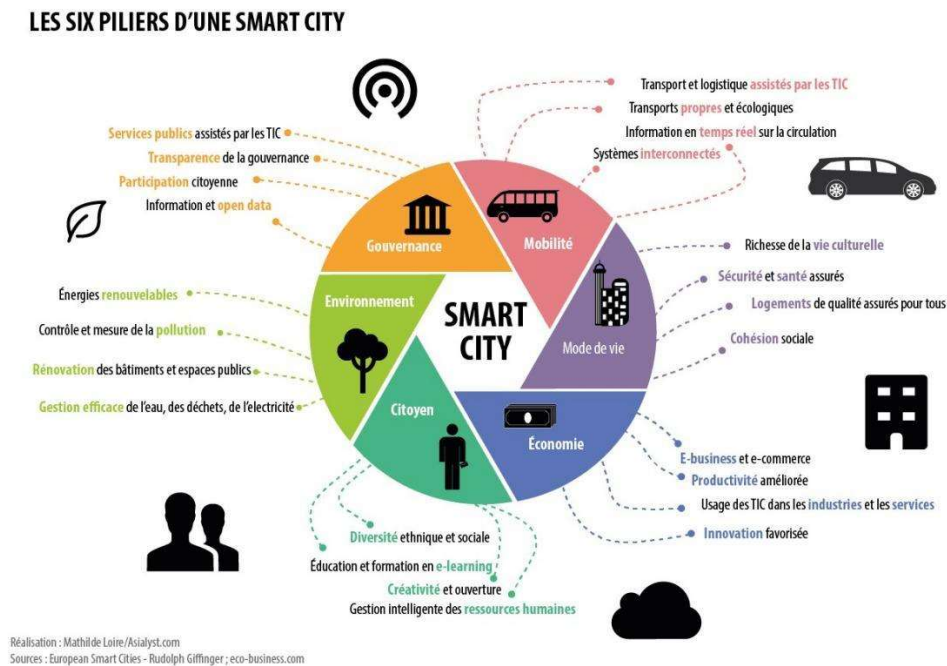 LES SIX PILIERS D'UNE SMART CITY
Transport et logistique assistés par les TIC
Transports propres et écologiques
Information en temps réel sur la circulation
Systèmes interconnectés
Services publics assistés par les TIC
Transparence de la gouvernance
Participation citoyenne
Information et open data
Gouvernance
Mobilité
Richesse de la vie culturelle
Sécurité et santé assurés
Logements de qualité assurés pour tous
Cohésion sociale
Énergies renouvelables
Contrôle et mesure de la pollution
Rénovation des bâtiments et espaces publics
Gestion efficace de l'eau, des déchets, de l'electricité
Environnement
SMART
CITY
Mode de vie
Citoyen
Économie
E-business et e-commerce
Productivité améliorée
Usage des TIC dans les industries et les services
Innovation favorisée
Diversité ethnique et sociale
Éducation et formation en e-learning
Créativité et ouverture
Gestion intelligente des ressources humaines
Réalisation : Mathilde Loire/Asialyst.com
Sources : European Smart Cities - Rudolph Giffinger ; eco-business.com